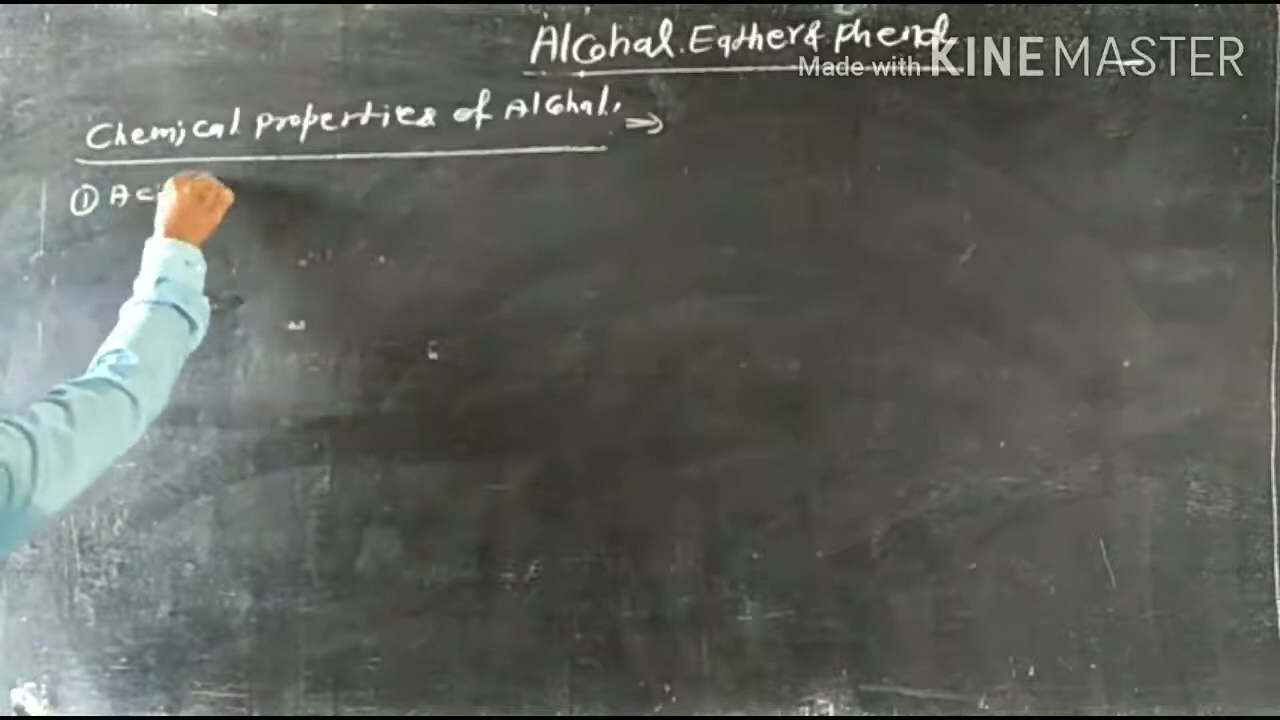 Alcohal. Eather & phenol
Made with KINEMASTER
Chemical properties of Alcohal. ⇒
① Ac